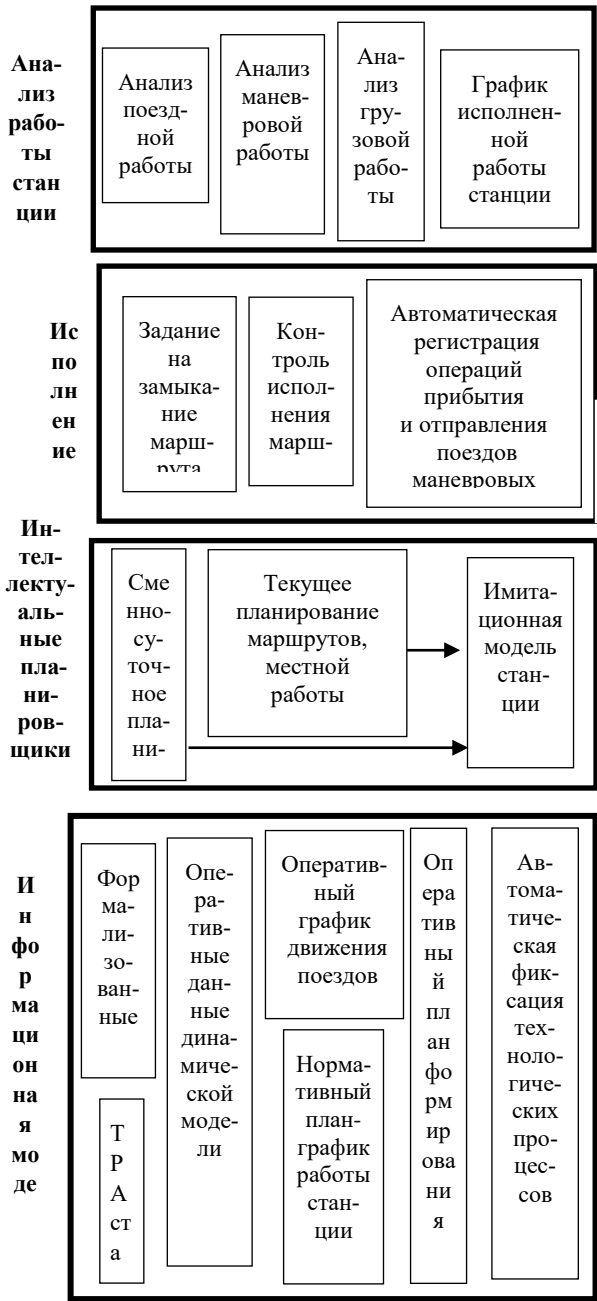 Ана-
лиз
рабо-
ты
стан
ции
Анализ
поезд-
ной
работы
Анализ
манев-
ровой
работы
Ана-
лиз
гру-
зовой
рабо-
ты
График
исполнен-
ной
работы
станции
Ис
по
лн
ен
ие
Задание
на
замыка-
ние
марш-
рута
Кон-
троль
испол-
нения
марш-
Автоматическая
регистрация
операций
прибытия
и отправления
поездов
маневровых
Ин-
тел-
лекту-
аль-
ные
пла-
ни-
ров-
щики
Сме
нно-
су-
точ-
ное
пла-
ни-
Текущее
планирование
маршрутов,
местной
работы
Имита-
ционная
модель
стан-
ции
И
н
фо
р
ма
ци
он
на
я
мо
де
Фор
ма-
ли-
зо-
ван-
ные
Т
Р
А
ст
а
Опе-
ра-
тив-
ные
дан-
ные
дина-
миче-
ской
моде-
ли
Оператив-
ный
график
движения
поездов
Норма-
тивный
план-
график
работы
стан-
ции
Оп
ера
тив
ны
й
пл
ан
фо
рм
ир
ова
ни
я
Ав-
тома-
тиче-
ская
фик-
сация
тех-
ноло-
гиче-
ских
про-
цес-
сов